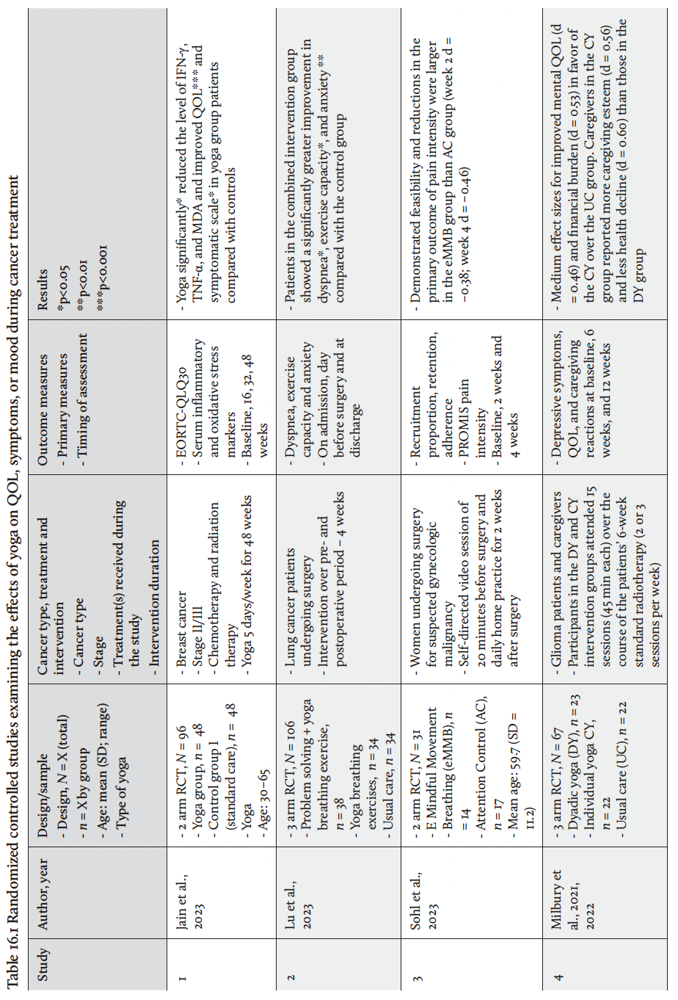 Table 16.1 Randomized controlled studies examining the effects of yoga on QOL, symptoms, or mood during cancer treatment
Study
Author, year
Design/sample
- Design, N = X (total)
- n = X by group
- Age: mean (SD; range)
- Type of yoga
Cancer type, treatment and
intervention
- Cancer type
- Stage
- Treatment(s) received during
the study
- Intervention duration
Outcome measures
- Primary measures
- Timing of assessment
Results
*p<0.05
**p<0.01
***p<0.001
1
Jain et al.,
2023
- 2 arm RCT, N = 96
- Yoga group, n = 48
- Control group I
(standard care), n = 48
- Yoga
- Age: 30–65
- Breast cancer
- Stage II/III
- Chemotherapy and radiation
therapy
- Yoga 5 days/week for 48 weeks
- EORTC-QLQ30
- Serum inflammatory
and oxidative stress
markers
- Baseline, 16, 32, 48
weeks
- Yoga significantly* reduced the level of IFN-γ,
TNF-α, and MDA and improved QOL*** and
symptomatic scale* in yoga group patients
compared with controls
2
Lu et al.,
2023
- 3 arm RCT, N = 106
- Problem solving + yoga
breathing exercise,
n = 38
- Yoga breathing
exercises, n = 34
- Usual care, n = 34
- Lung cancer patients
undergoing surgery
- Intervention over pre- and
postoperative period – 4 weeks
- Dyspnea, exercise
capacity and anxiety
- On admission, day
before surgery and at
discharge
- Patients in the combined intervention group
showed a significantly greater improvement in
dyspnea*, exercise capacity*, and anxiety **
compared with the control group
3
Sohl et al.,
2023
- 2 arm RCT, N = 31
- E Mindful Movement
- Breathing (eMMB), n
= 14
- Attention Control (AC),
n = 17
- Mean age: 59.7 (SD =
11.2)
- Women undergoing surgery
for suspected gynecologic
malignancy
- Self-directed video session of
20 minutes before surgery and
daily home practice for 2 weeks
after surgery
- Recruitment
proportion, retention,
adherence
- PROMIS pain
intensity
- Baseline, 2 weeks and
4 weeks
- Demonstrated feasibility and reductions in the
primary outcome of pain intensity were larger
in the eMMB group than AC group (week 2 d =
−0.38; week 4 d = −0.46)
4
Milbury et
al., 2021,
2022
- 3 arm RCT, N = 67
- Dyadic yoga (DY), n = 23
- Individual yoga CY,
n = 22
- Usual care (UC), n = 22
- Glioma patients and caregivers
- Participants in the DY and CY
intervention groups attended 15
sessions (45 min each) over the
course of the patients’ 6-week
standard radiotherapy (2 or 3
sessions per week)
- Depressive symptoms,
QOL, and caregiving
reactions at baseline, 6
weeks, and 12 weeks
- Medium effect sizes for improved mental QOL (d
= 0.46) and financial burden (d = 0.53) in favor of
the CY over the UC group. Caregivers in the CY
group reported more caregiving esteem (d = 0.56)
and less health decline (d = 0.60) than those in the
DY group